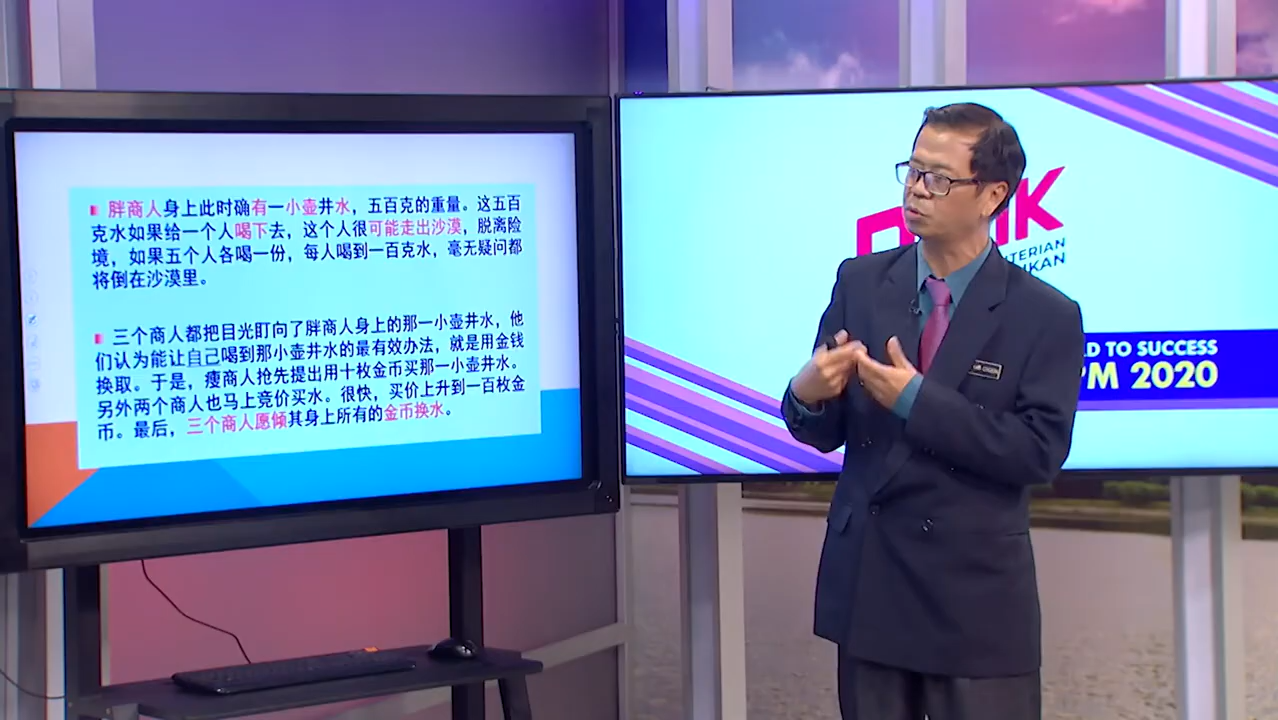 胖商人身上此时确有一小壶井水，五百克的重量。这五百
克水如果给一个人喝下去，这个人很可能走出沙漠，脱离险
境，如果五个人各喝一份，每人喝到一百克水，毫无疑问都
将倒在沙漠里。
三个商人都把目光盯向了胖商人身上的那一小壶井水，他
们认为能让自己喝到那小壶井水的最有效办法，就是用金钱
换取。于是，瘦商人抢先提出用十枚金币买那一小壶井水。
另外两个商人也马上竞价买水。很快，买价上升到一百枚金
币。最后，三个商人愿倾其身上所有的金币换水。
TO SUCCESS
PM 2020